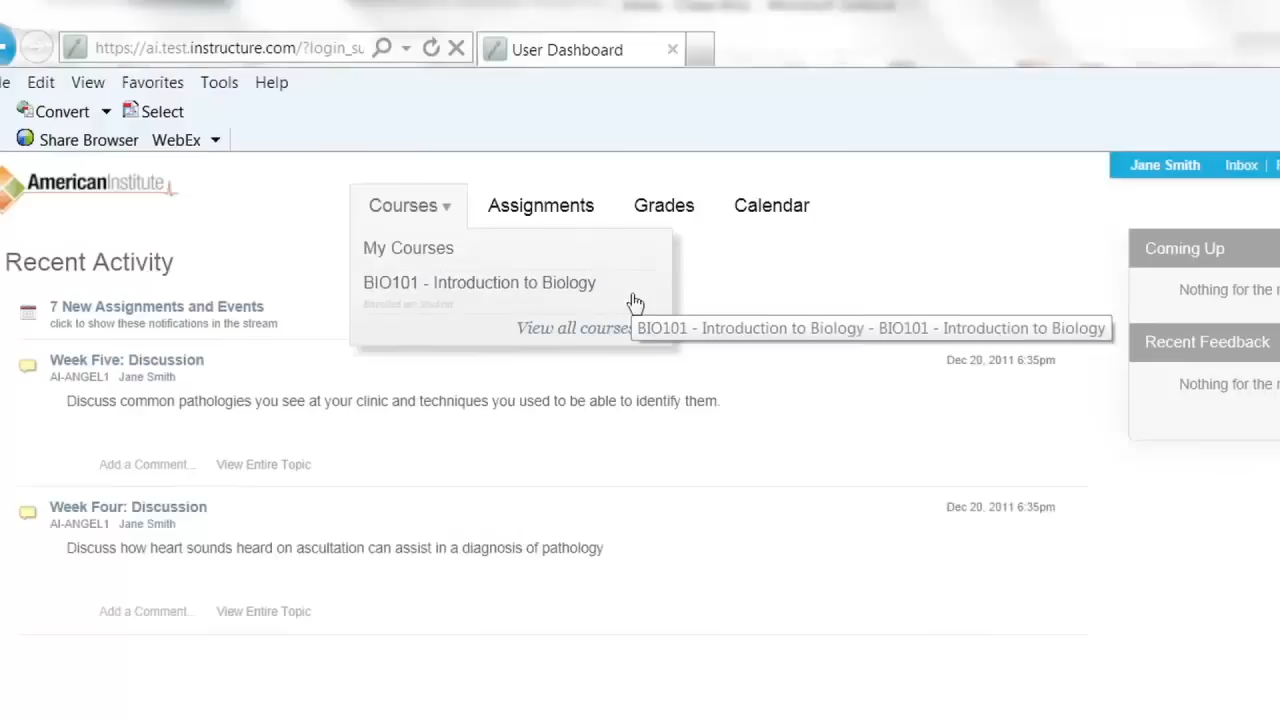 https://ai.test.instructure.com/?login_su
User Dashboard
Edit View Favorites Tools Help
Convert Select
Share Browser WebEx
AmericanInstitute
Jane Smith Inbox |
Courses Assignments Grades Calendar
My Courses
BIO101 - Introduction to Biology
Enrolled as: Student
View all courses
BIO101 - Introduction to Biology - BIO101 - Introduction to Biology
Recent Activity
7 New Assignments and Events
click to show these notifications in the stream
Week Five: Discussion
Dec 20, 2011 6:35pm
AI-ANGEL1 Jane Smith
Discuss common pathologies you see at your clinic and techniques you used to be able to identify them.
Add a Comment... View Entire Topic
Week Four: Discussion
Dec 20, 2011 6:35pm
AI-ANGEL1 Jane Smith
Discuss how heart sounds heard on ascultation can assist in a diagnosis of pathology
Add a Comment... View Entire Topic
Coming Up
Nothing for the
Recent Feedback
Nothing for the